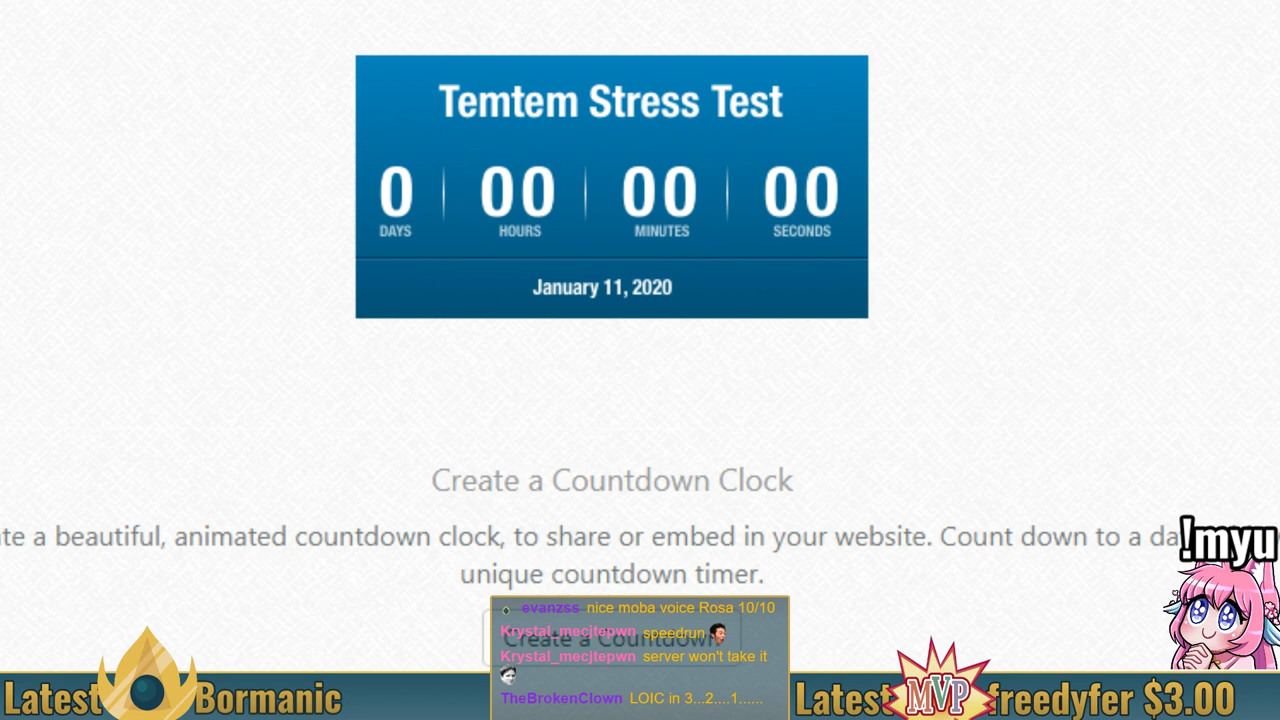 Temtem Stress Test
0 00 00 00
DAYS HOURS MINUTES SECONDS
January 11, 2020
Create a Countdown Clock
te a beautiful, animated countdown clock, to share or embed in your website. Count down to a da
unique countdown timer.
!myu
Create a Countdown
evanzss nice moba voice Rosa 10/10
Krystal_mecjtepwn speedrun
Krystal_mecjtepwn server won't take it
TheBrokenClown LOIC in 3...2....1......
Latest Bormanic
Latest MVP freedyfer $3.00